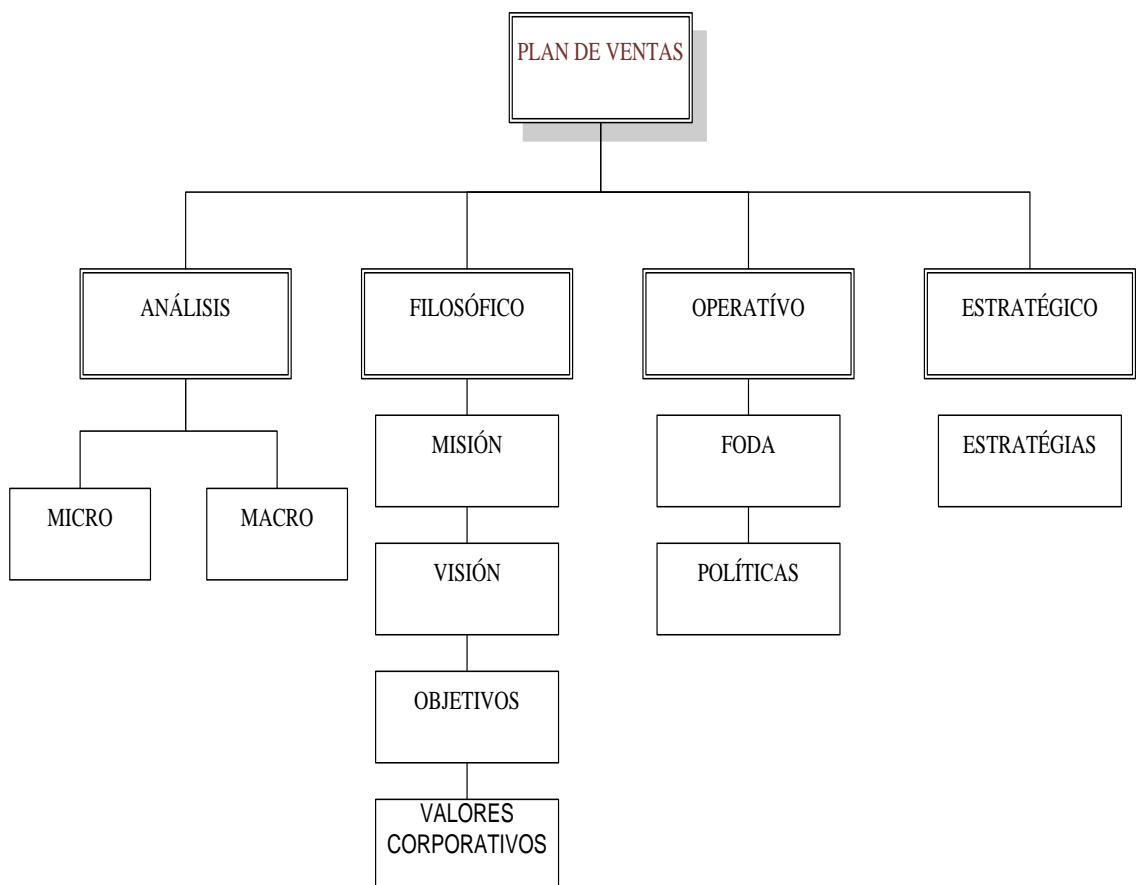 PLAN DE VENTAS
ANÁLISIS
FILOSÓFICO
OPERATÍVO
ESTRATÉGICO
MISIÓN
FODA
ESTRATÉGIAS
MICRO
MACRO
VISIÓN
POLÍTICAS
OBJETIVOS
VALORES
CORPORATIVOS